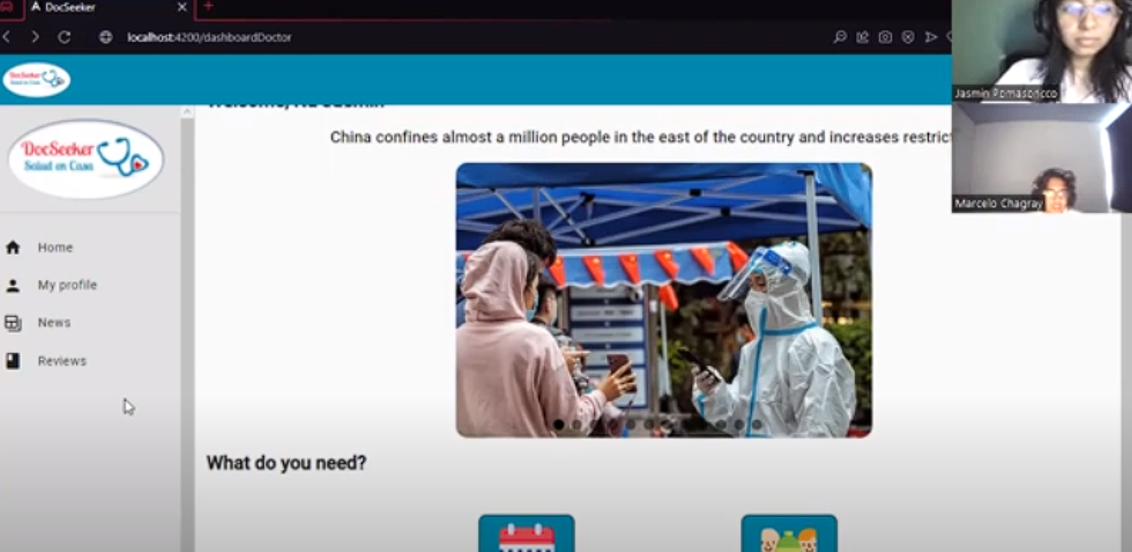 DocSeeker
localhost:4200/dashboardDoctor
DocSeeker
Salud en Casa
DocSeeker
Salud en Casa
Home
My profile
News
Reviews
China confines almost a million people in the east of the country and increases restrict
What do you need?
Jasmin Pomasoncco
Marcelo Chagray